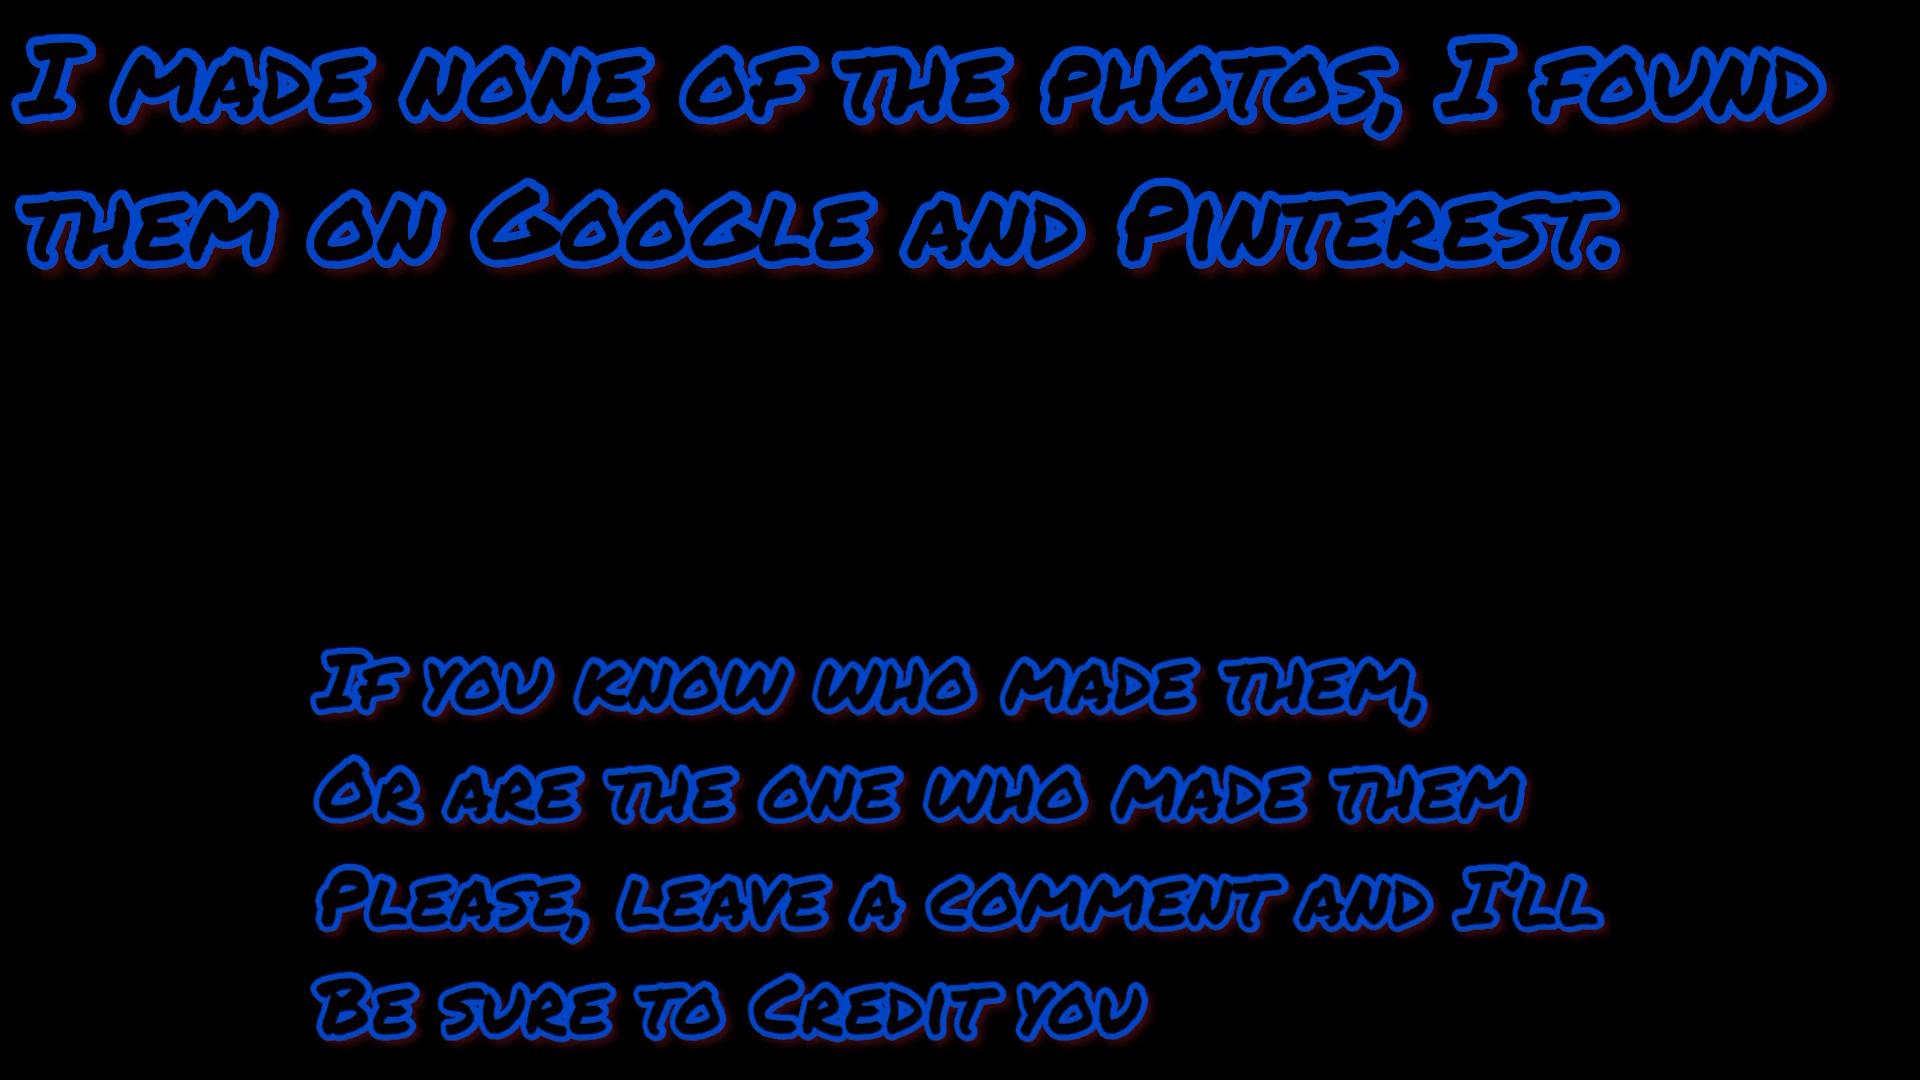 I made none of the photos, I found
them on Google and Pinterest.
If you know who made them,
Or are the one who made them
Please, leave a comment and I'll
Be sure to Credit you